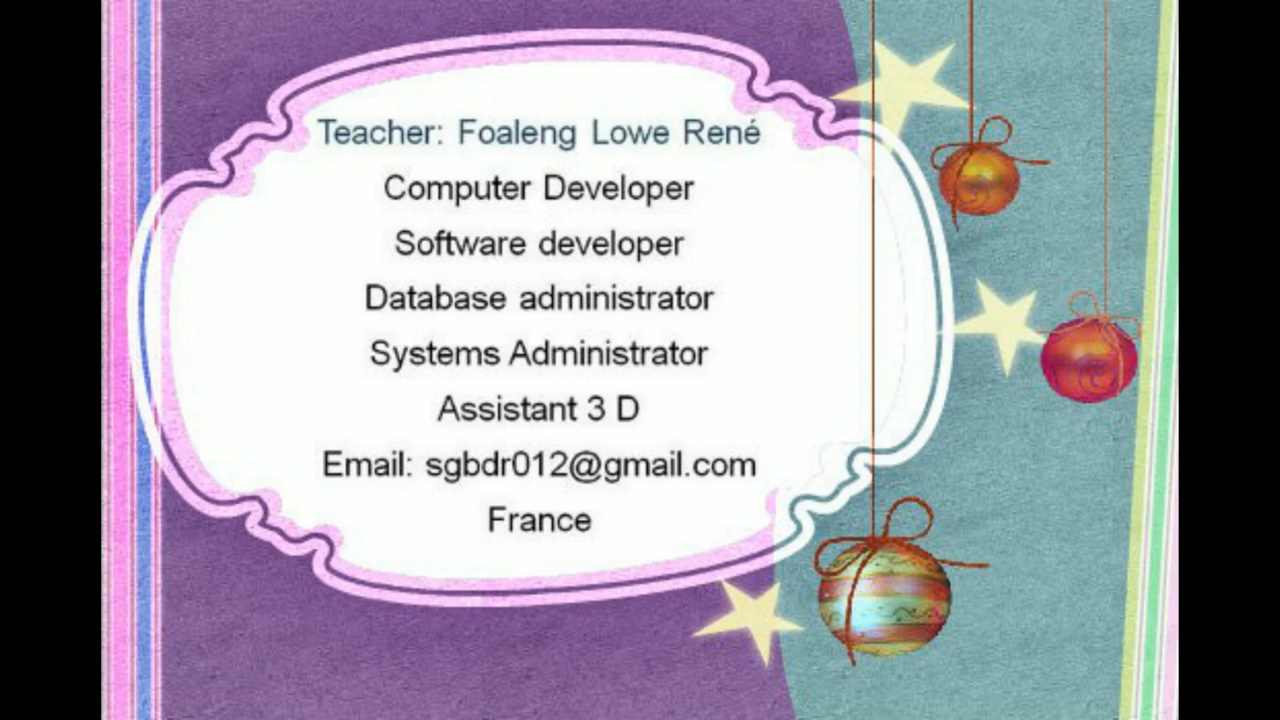 Teacher: Foaleng Lowe René
Computer Developer
Software developer
Database administrator
Systems Administrator
Assistant 3 D
Email: sgbdr012@gmail.com
France